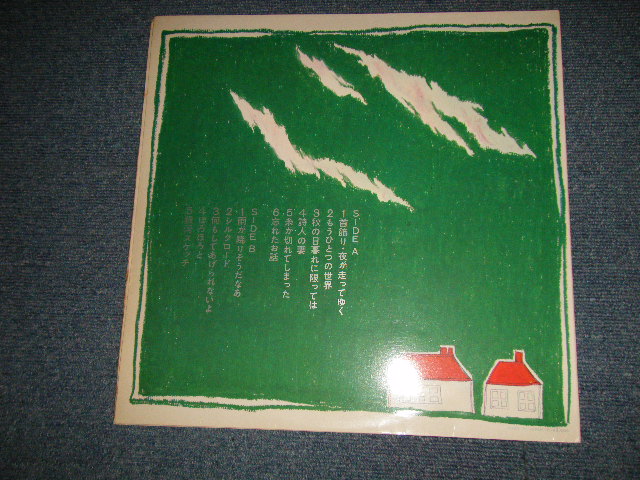 SIDE A
1 首飾り・夜が走ってゆく
2 もうひとつの世界
3 秋の日暮れに限っては
4 詩人の妻
5 糸が切れてしまった
6 忘れたお話
SIDE B
1 雨が降りそうだなあ
2 シルクロード
3 何もしてあげられないよ